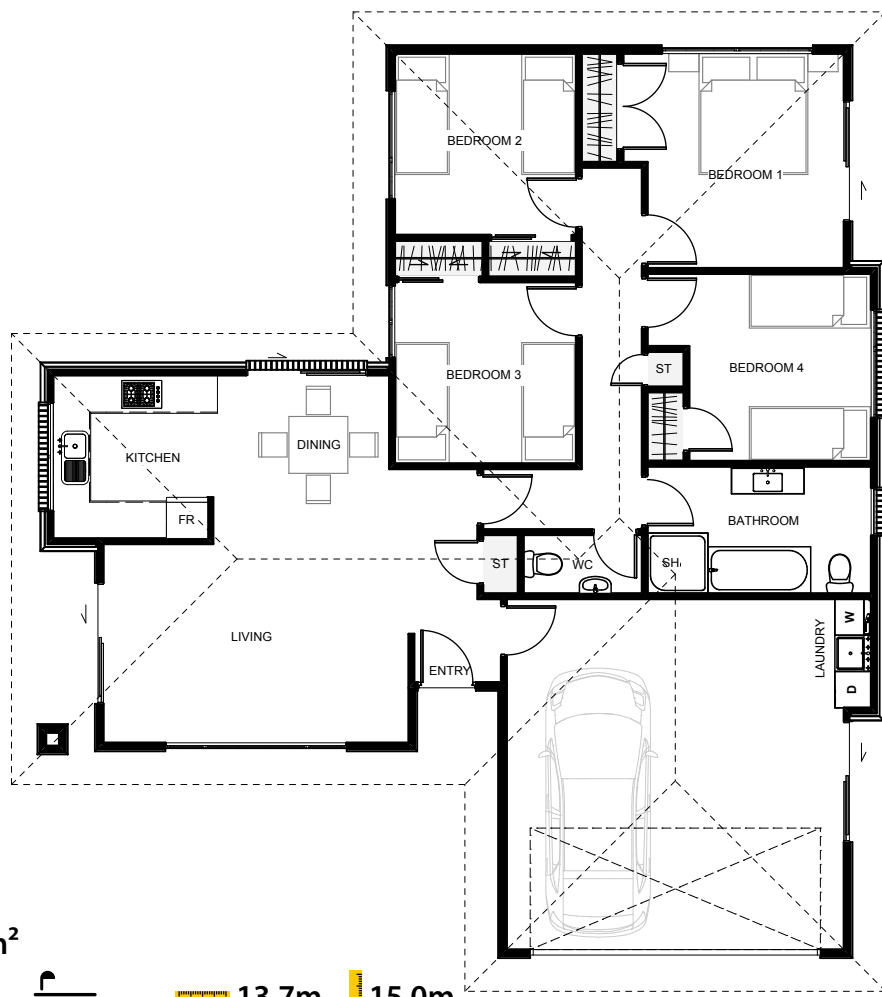 BEDROOM 2
BEDROOM 1
BEDROOM 3
ST
BEDROOM 4
DINING
KITCHEN
FR
BATHROOM
ST
WC
SH
LIVING
ENTRY
LAUNDRY
W
D
m²
13.7m
15.0m